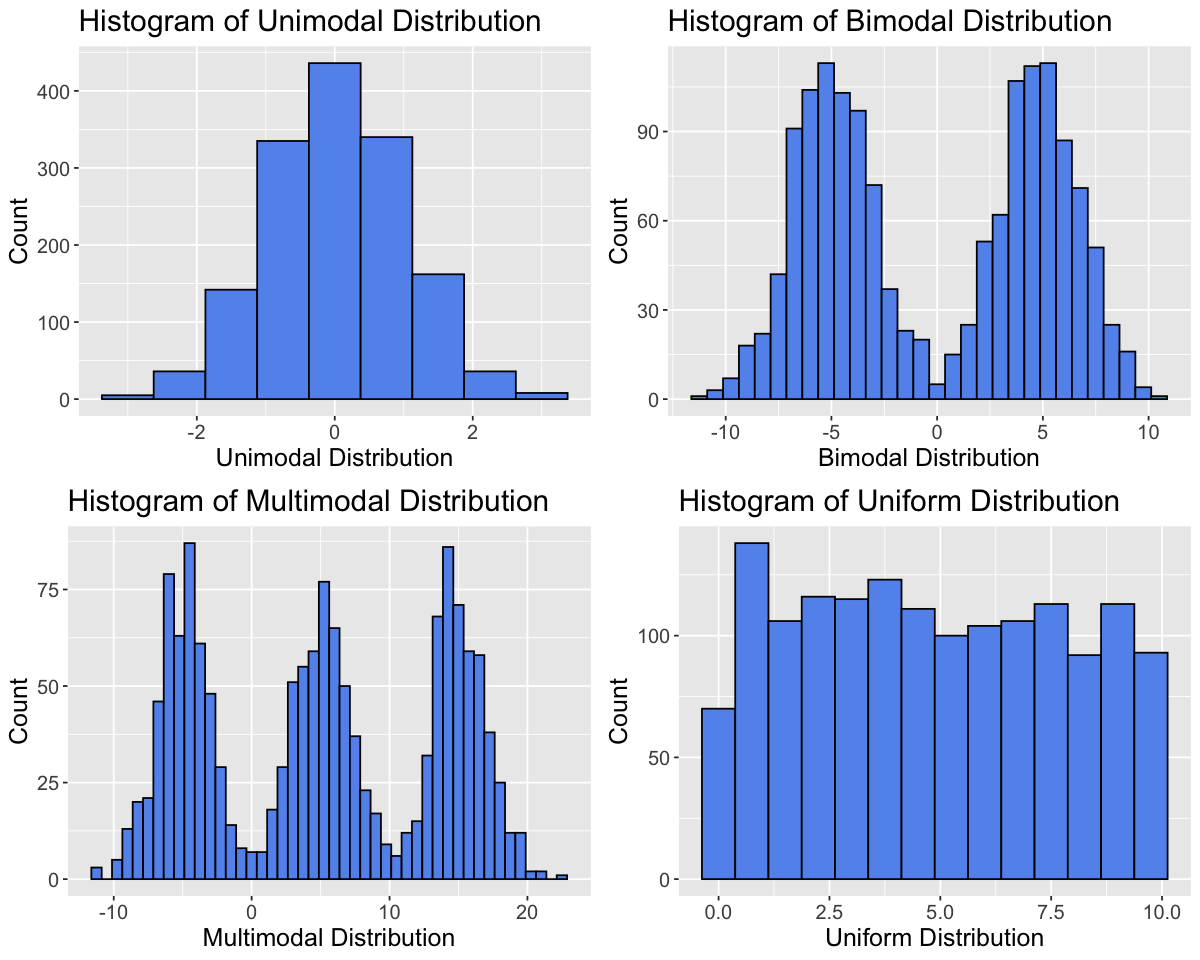 Histogram of Unimodal Distribution
Count
400
300
200
100
0
-2 0 2
Unimodal Distribution
Histogram of Bimodal Distribution
Count
90
60
30
0
-10 -5 0 5 10
Bimodal Distribution
Histogram of Multimodal Distribution
Count
75
50
25
0
-10 0 10 20
Multimodal Distribution
Histogram of Uniform Distribution
Count
100
50
0
0.0 2.5 5.0 7.5 10.0
Uniform Distribution